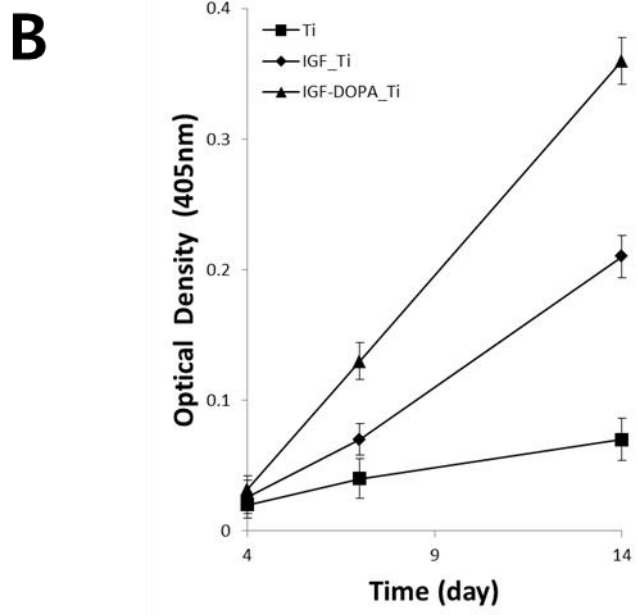 B
0.4
Ti
IGF_Ti
IGF-DOPA_Ti
0.3
0.2
0.1
0
Optical Density (405nm)
4
9
14
Time (day)